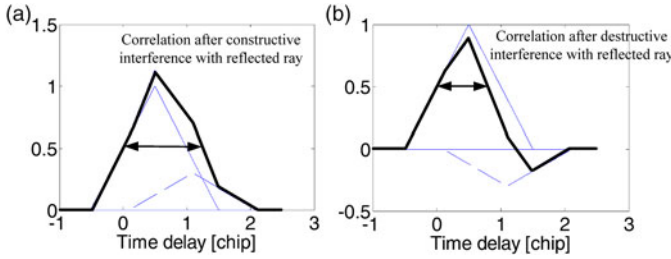 (a)
Correlation after constructive
interference with reflected ray
1.5
1
0.5
0
-1 0 1 2 3
Time delay [chip]
(b)
Correlation after destructive
interference with reflected ray
1
0.5
0
-0.5
-1 0 1 2 3
Time delay [chip]